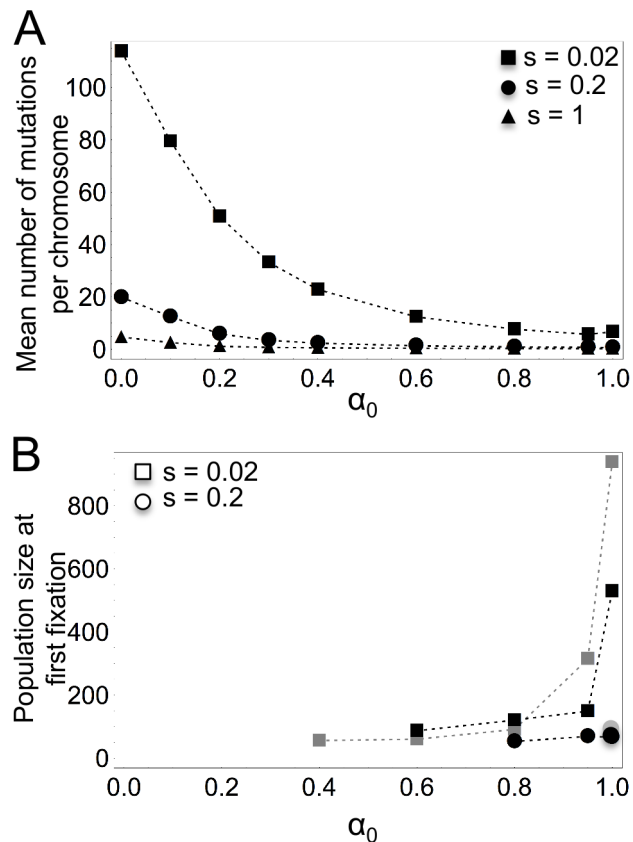 A
Mean number of mutations
per chromosome
100
80
60
40
20
0
s = 0.02
s = 0.2
s = 1
0.0 0.2 0.4 0.6 0.8 1.0
α0
B
Population size at
first fixation
800
600
400
200
0
s = 0.02
s = 0.2
0.0 0.2 0.4 0.6 0.8 1.0
α0